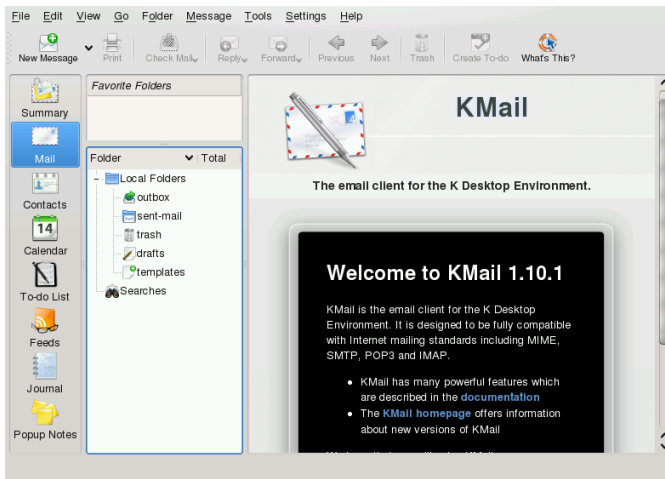 File Edit View Go Folder Message Tools Settings Help
New Message Print Check Mail Reply Forward Previous Next Trash Create To-do What's This?
Summary
Mail
Contacts
14
Calendar
To-do List
Feeds
Journal
Popup Notes
Favorite Folders
Folder Total
Local Folders
outbox
sent-mail
trash
drafts
templates
Searches
KMail
The email client for the K Desktop Environment.
Welcome to KMail 1.10.1
KMail is the email client for the K Desktop
Environment. It is designed to be fully compatible
with Internet mailing standards including MIME,
SMTP, POP3 and IMAP.
• KMail has many powerful features which
are described in the documentation
• The KMail homepage offers information
about new versions of KMail